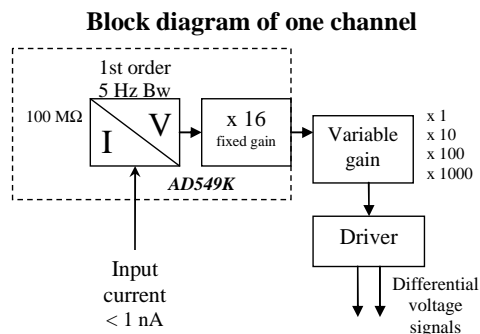 Block diagram of one channel
1st order
5 Hz Bw
100 MΩ
I
V
x 16
fixed gain
AD549K
Variable
gain
x 1
x 10
x 100
x 1000
Driver
Input
current
< 1 nA
Differential
voltage
signals